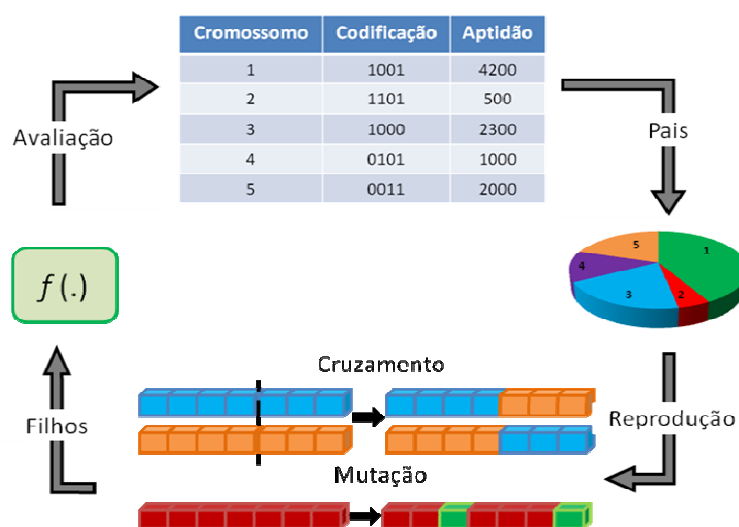 Cromossomo Codificação Aptidão
1 1001 4200
2 1101 500
3 1000 2300
4 0101 1000
5 0011 2000
Avaliação
Pais
5 1
4
3 2
f (.)
Cruzamento
Filhos
Reprodução
Mutação